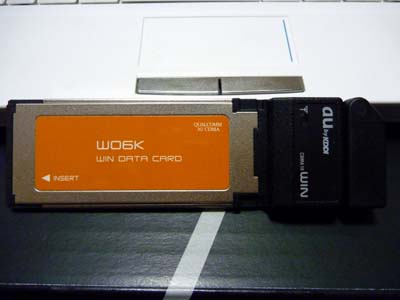 W06K
WIN DATA CARD
INSERT
QUALCOMM
3G CDMA
au by KDDI
CDMA 1X
WIN